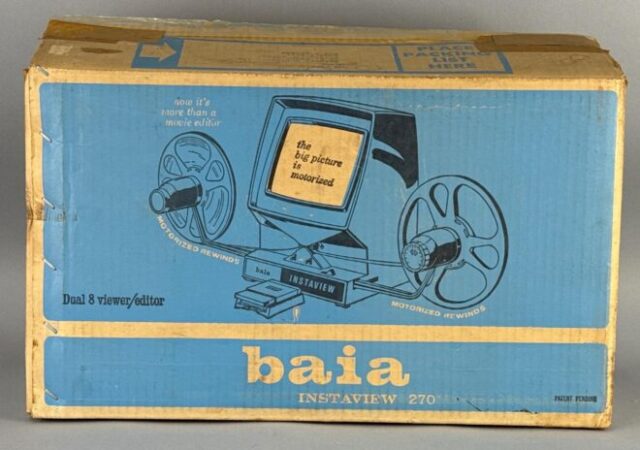 PLACE
PACKING
LIST
HERE
now it's
more than a
movie editor
the
big picture
is
motorized
MOTORIZED REWINDS
baia INSTAVIEW
MOTORIZED REWINDS
Dual 8 viewer/editor
baia
INSTAVIEW 270
PATENT PENDING